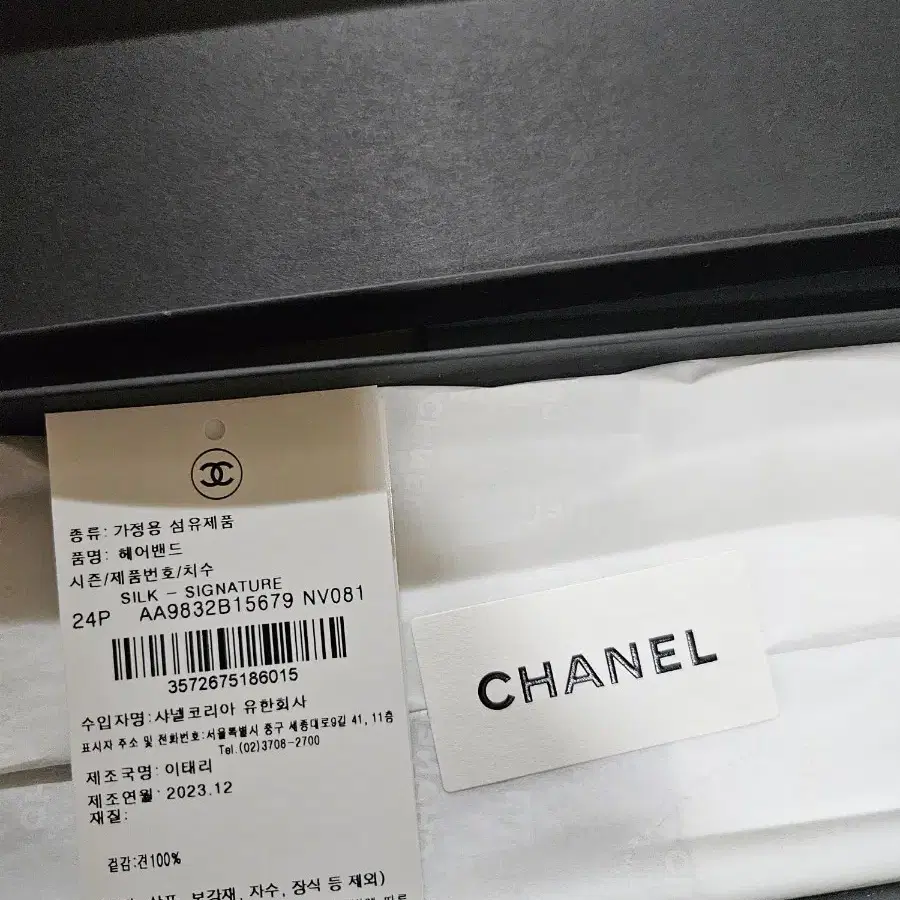 종류: 가정용 섬유제품
품명: 헤어밴드
시즌/제품번호/치수
SILK - SIGNATURE
24P AA9832B15679 NV081
3572675186015
수입자명:샤넬코리아 유한회사
표시자 주소 및 전화번호:서울특별시 중구 세종대로9길 41, 11층
Tel.(02)3708-2700
제조국명: 이태리
제조연월: 2023.12
재질:
겉감:견100%
보강재, 자수, 장식 등 제외)
CHANEL